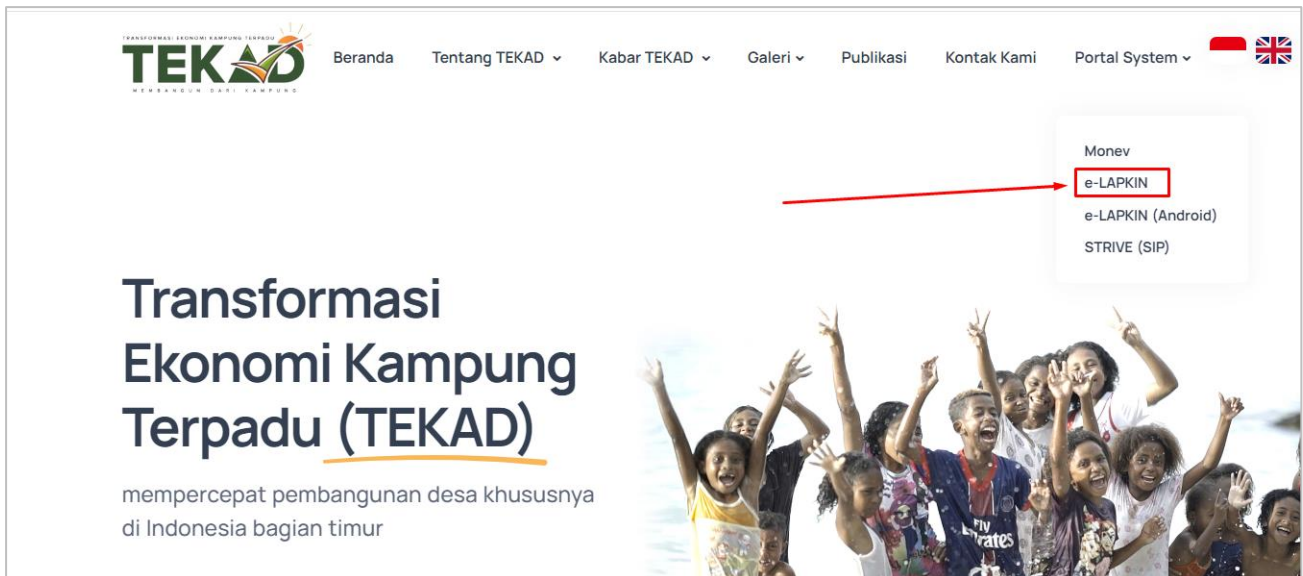 TRANSFORMASI EKONOMI KAMPUNG TERPADU
TEKAD
MEMBANGUN DARI KAMPUNG
Beranda
Tentang TEKAD
Kabar TEKAD
Galeri
Publikasi
Kontak Kami
Portal System
Monev
e-LAPKIN
e-LAPKIN (Android)
STRIVE (SIP)
Transformasi
Ekonomi Kampung
Terpadu (TEKAD)
mempercepat pembangunan desa khususnya
di Indonesia bagian timur
Fly